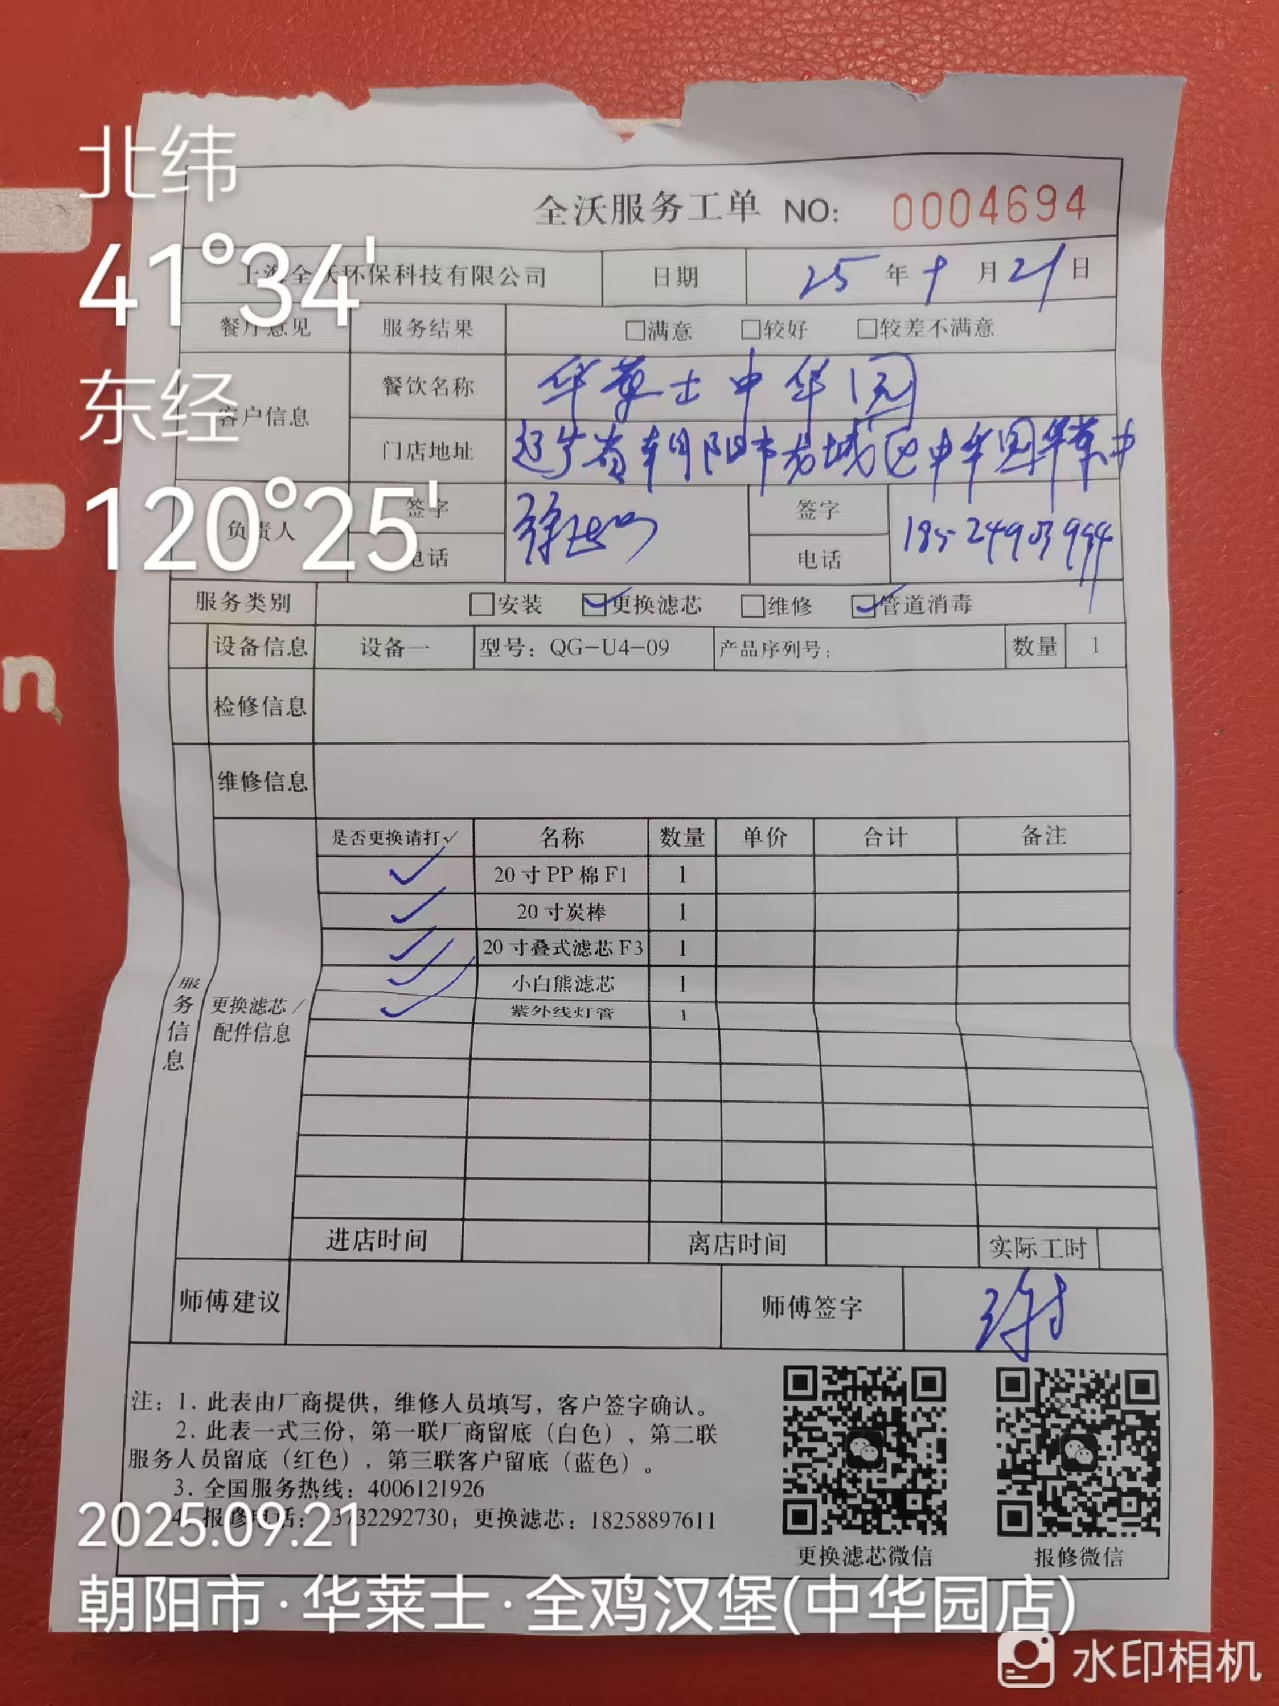 全沃服务工单 NO: 0004694
上海全沃环保科技有限公司 日期 25 年 9 月 21 日
餐厅意见 服务结果 □满意 □较好 □较差不满意
客户信息 餐饮名称 华莱士中华园
门店地址 辽宁省朝阳市龙城区中华园华莱士
负责人 签字 签字
电话 电话
服务类别 □安装 ☑更换滤芯 □维修 ☑管道消毒
设备信息 设备一 型号：QG-U4-09 产品序列号： 数量 1
检修信息
维修信息
服务信息
更换滤芯/配件信息
是否更换请打✓ 名称 数量 单价 合计 备注
✓ 20寸PP棉F1 1
✓ 20寸炭棒 1
✓ 20寸叠式滤芯F3 1
✓ 小白熊滤芯 1
✓ 紫外线灯管 1
进店时间 离店时间 实际工时
师傅建议 师傅签字
注：1. 此表由厂商提供，维修人员填写，客户签字确认。
2. 此表一式三份，第一联厂商留底（白色），第二联
服务人员留底（红色），第三联客户留底（蓝色）。
3. 全国服务热线：4006121926
4. 报修电话： 更换滤芯：18258897611
更换滤芯微信 报修微信
北纬
41°34'
东经
120°25'
2025.09.21
朝阳市·华莱士·全鸡汉堡(中华园店)
水印相机